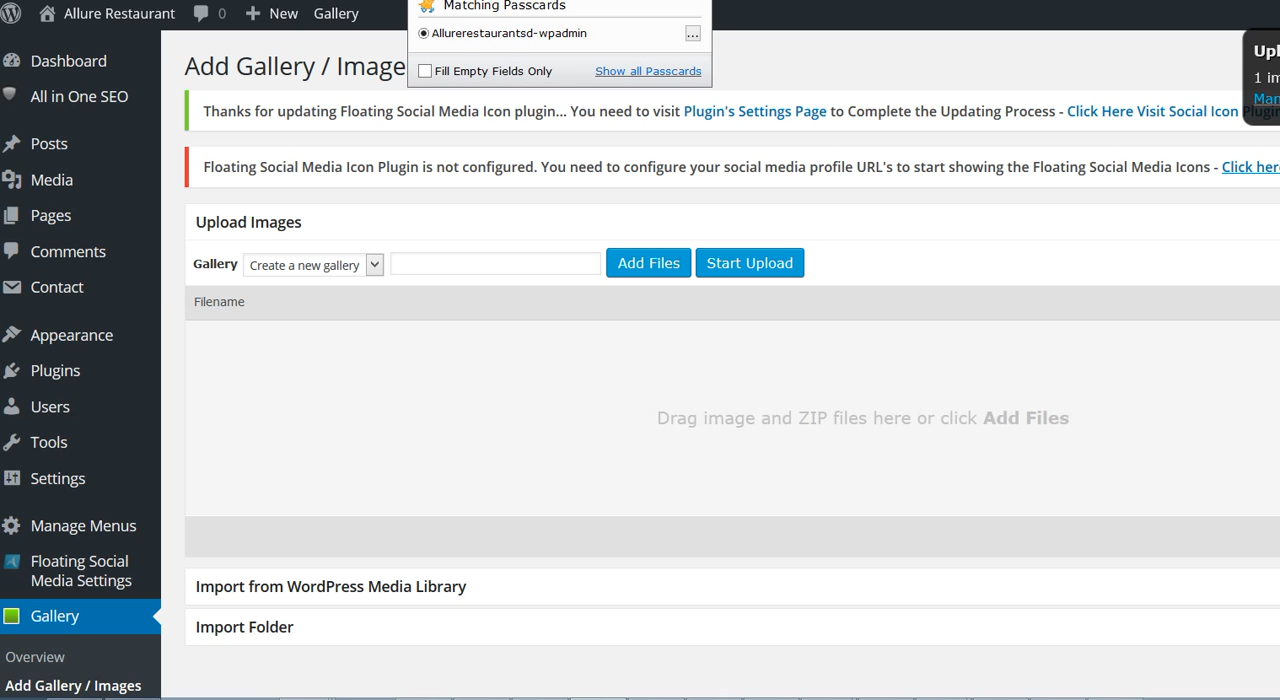 Allure Restaurant 0 New Gallery
Matching Passcards
Allurerestaurantsd-wpadmin ...
Fill Empty Fields Only Show all Passcards
Dashboard
All in One SEO
Posts
Media
Pages
Comments
Contact
Appearance
Plugins
Users
Tools
Settings
Manage Menus
Floating Social
Media Settings
Gallery
Overview
Add Gallery / Images
Add Gallery / Image
Thanks for updating Floating Social Media Icon plugin... You need to visit Plugin's Settings Page to Complete the Updating Process - Click Here Visit Social Icon
Floating Social Media Icon Plugin is not configured. You need to configure your social media profile URL's to start showing the Floating Social Media Icons - Click her
Upload Images
Gallery Create a new gallery Add Files Start Upload
Filename
Drag image and ZIP files here or click Add Files
Import from WordPress Media Library
Import Folder
Upl
1 im
Man